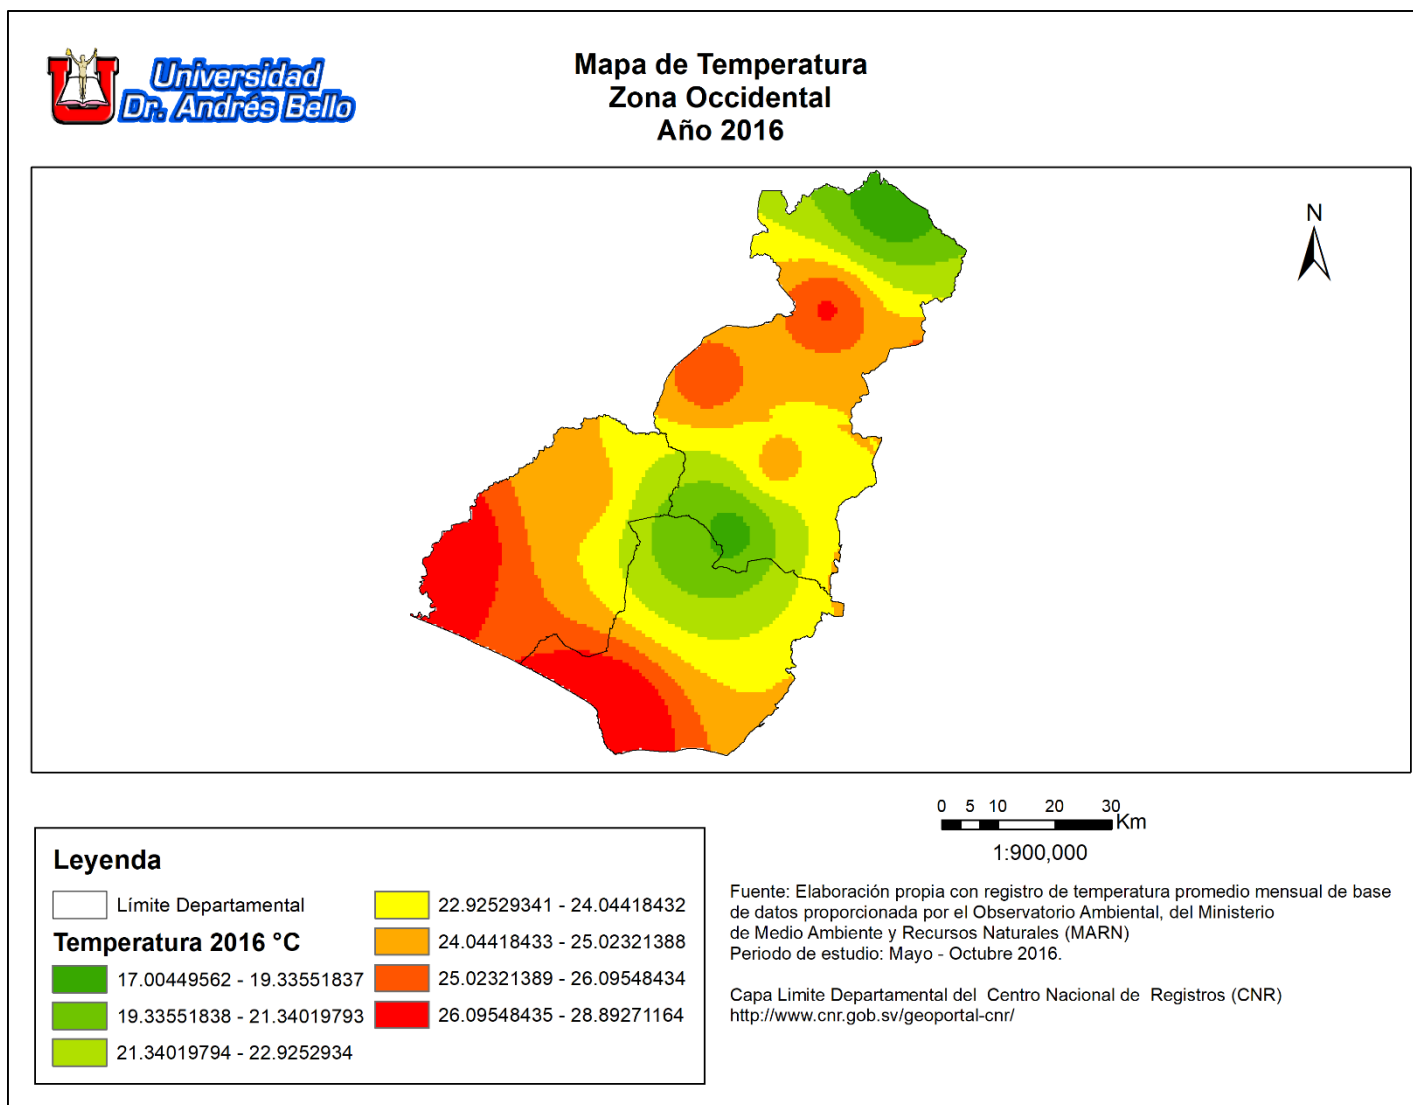 Universidad
Dr. Andrés Bello
Mapa de Temperatura
Zona Occidental
Año 2016
N
0 5 10 20 30
Km
1:900,000
Leyenda
Límite Departamental
Temperatura 2016 °C
17.00449562 - 19.33551837
19.33551838 - 21.34019793
21.34019794 - 22.9252934
22.92529341 - 24.04418432
24.04418433 - 25.02321388
25.02321389 - 26.09548434
26.09548435 - 28.89271164
Fuente: Elaboración propia con registro de temperatura promedio mensual de base
de datos proporcionada por el Observatorio Ambiental, del Ministerio
de Medio Ambiente y Recursos Naturales (MARN)
Periodo de estudio: Mayo - Octubre 2016.
Capa Limite Departamental del Centro Nacional de Registros (CNR)
http://www.cnr.gob.sv/geoportal-cnr/